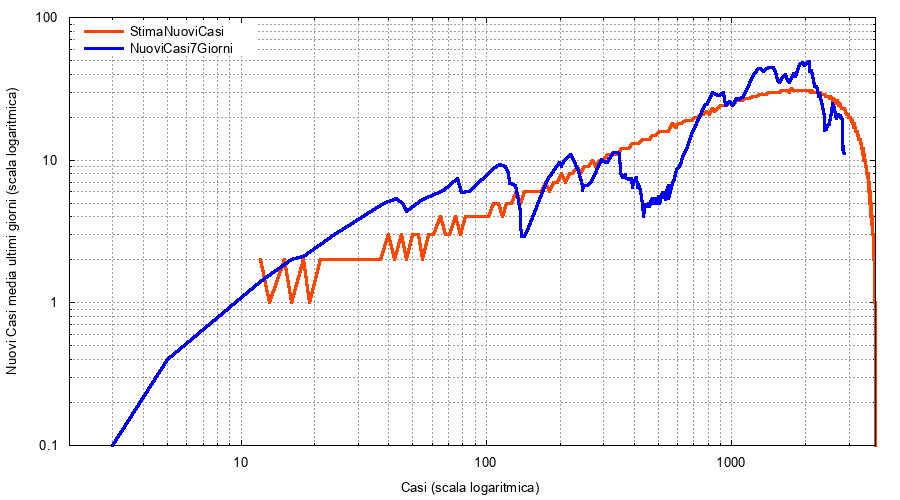 100
StimaNuoviCasi
NuoviCasi7Giorni
10
1
0.1
Nuovi Casi media ultimi giorni (scala logaritmica)
10 100 1000
Casi (scala logaritmica)